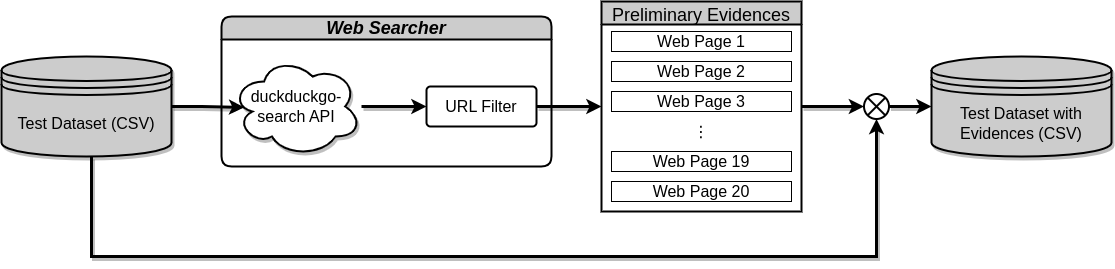 Test Dataset (CSV)
Web Searcher
duckduckgo-
search API
URL Filter
Preliminary Evidences
Web Page 1
Web Page 2
Web Page 3
⋮
Web Page 19
Web Page 20
Test Dataset with
Evidences (CSV)